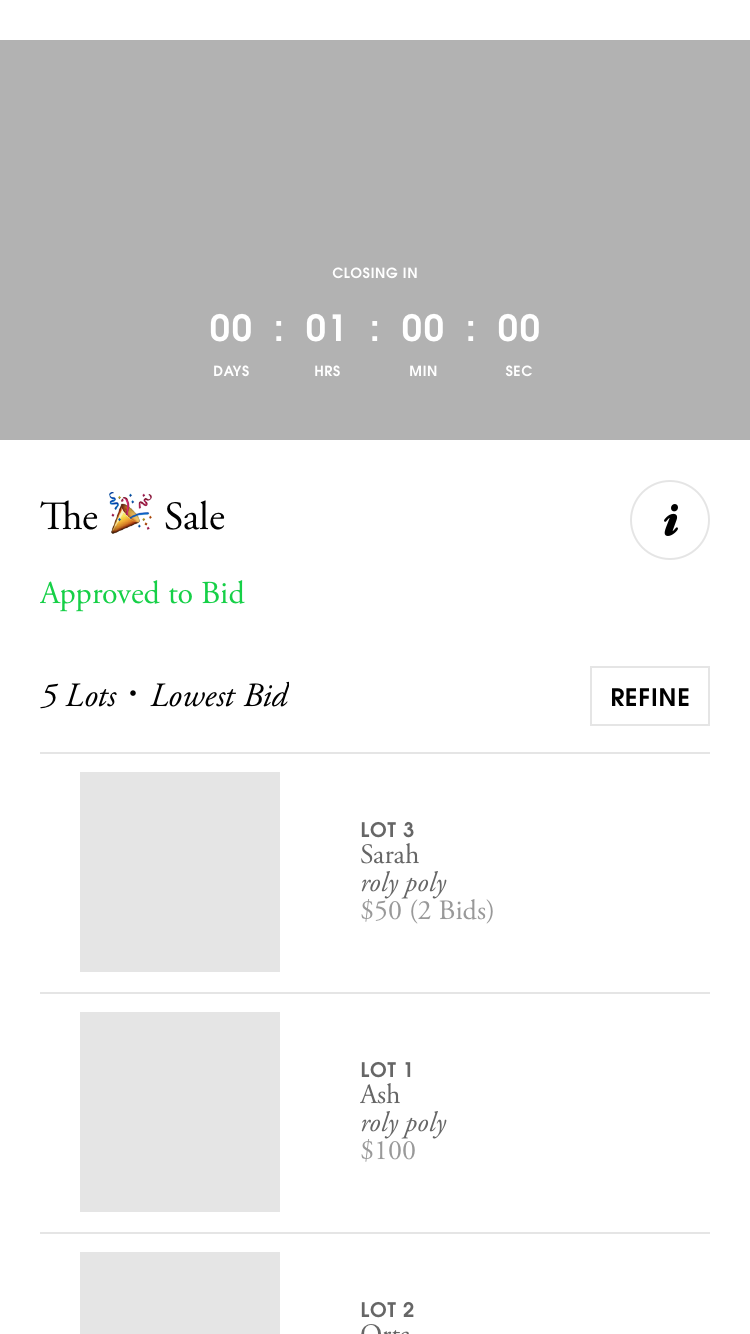 CLOSING IN
00 : 01 : 00 : 00
DAYS HRS MIN SEC
The 🎉 Sale
i
Approved to Bid
5 Lots • Lowest Bid
REFINE
LOT 3
Sarah
roly poly
$50 (2 Bids)
LOT 1
Ash
roly poly
$100
LOT 2